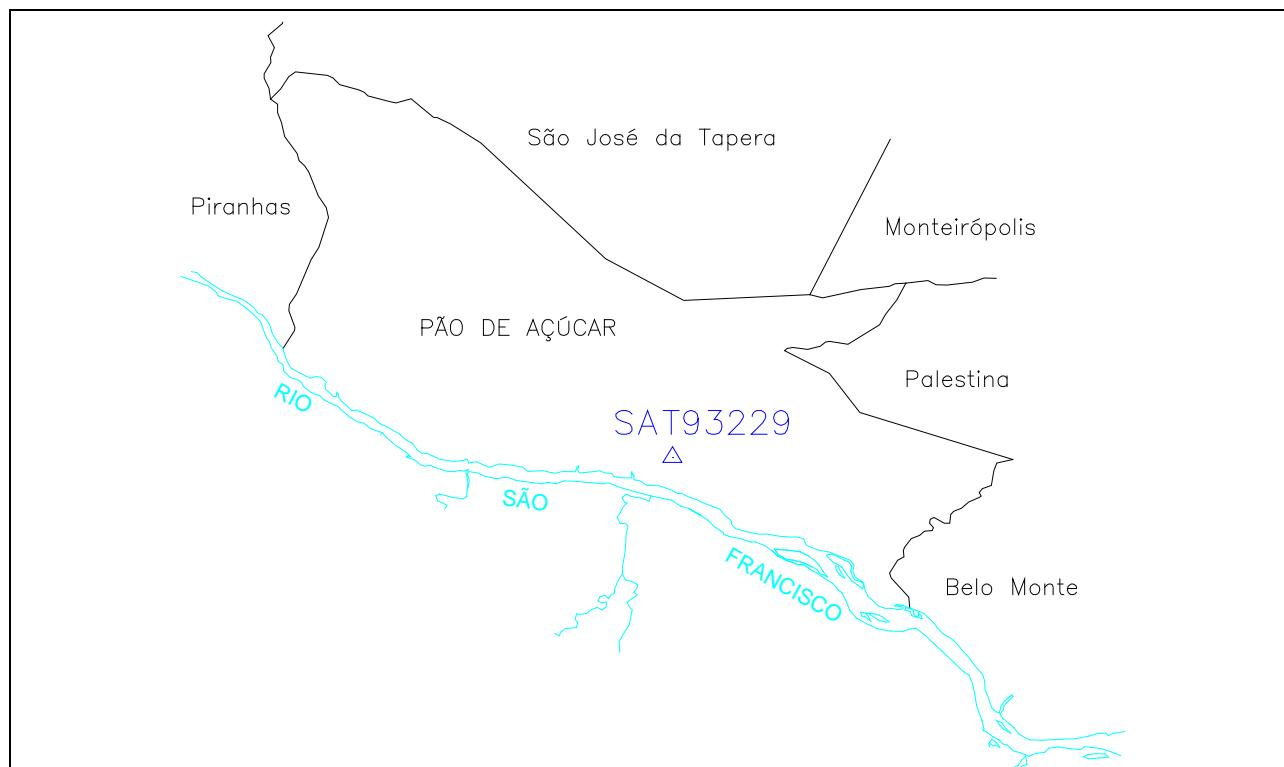 São José da Tapera
Piranhas
Monteirópolis
PÃO DE AÇÚCAR
Palestina
RIO
SAT93229
SÃO
FRANCISCO
Belo Monte